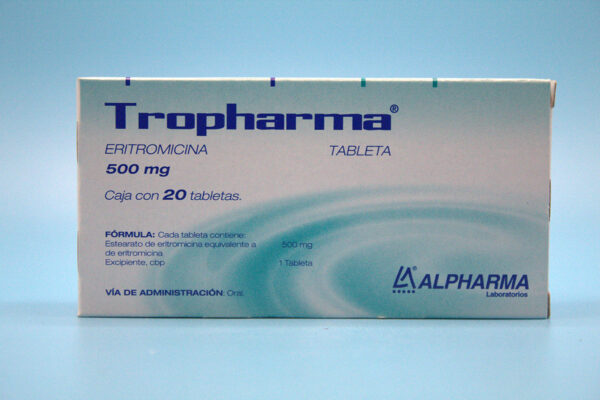 Tropharma®
ERITROMICINA TABLETA
500 mg
Caja con 20 tabletas.
FÓRMULA: Cada tableta contiene:
Estearato de eritromicina equivalente a 500 mg
de eritromicina
Excipiente, cbp 1 Tableta
VÍA DE ADMINISTRACIÓN: Oral.
ALPHARMA
Laboratorios